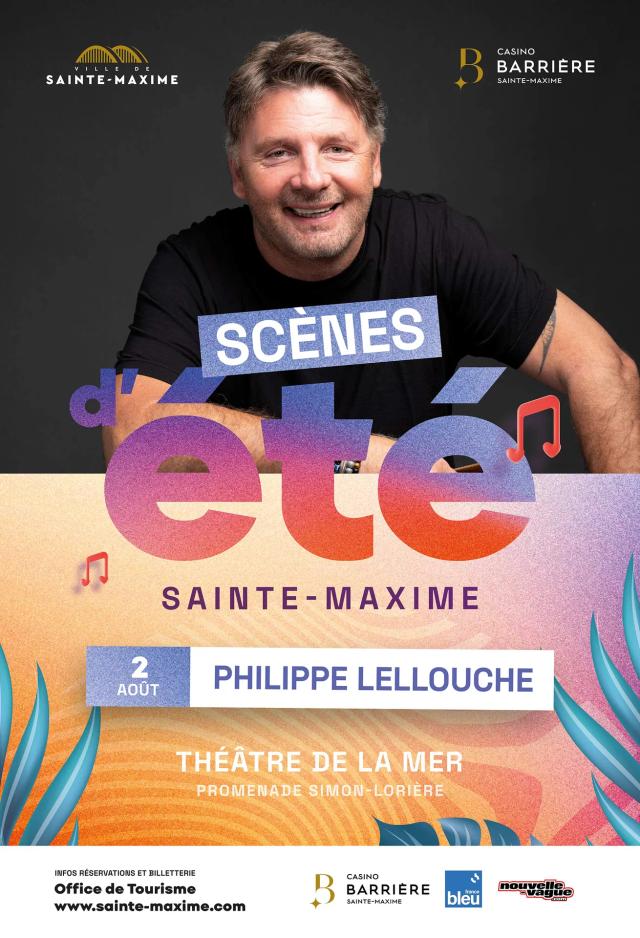 VILLE DE
SAINTE-MAXIME
CASINO
BARRIÈRE
SAINTE-MAXIME
SCÈNES
d'été
SAINTE-MAXIME
2
AOÛT
PHILIPPE LELLOUCHE
THÉÂTRE DE LA MER
PROMENADE SIMON-LORIÈRE
INFOS RÉSERVATIONS ET BILLETTERIE
Office de Tourisme
www.sainte-maxime.com
CASINO
BARRIÈRE
SAINTE-MAXIME
france
bleu
nouvelle-
vague
.com